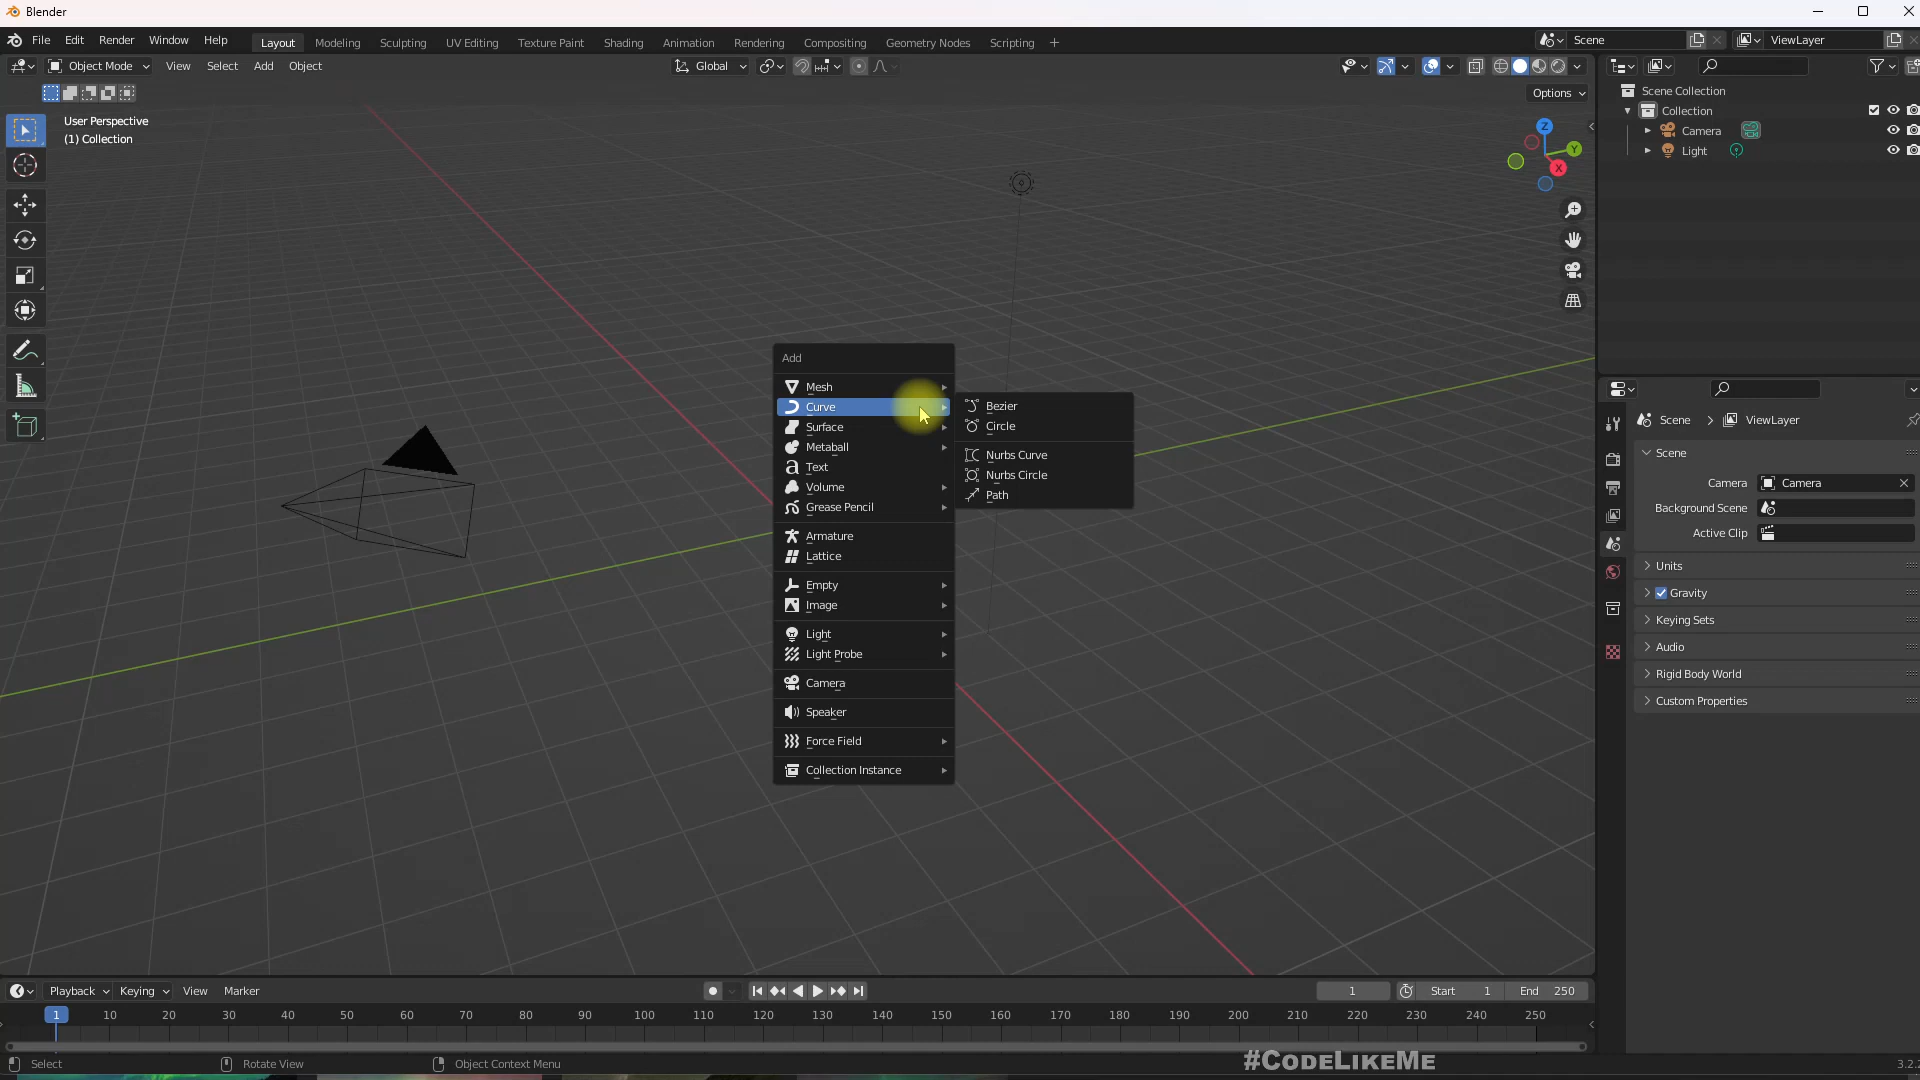 Blender
File Edit Render Window Help Layout Modeling Sculpting UV Editing Texture Paint Shading Animation Rendering Compositing Geometry Nodes Scripting + Scene ViewLayer
Object Mode View Select Add Object Global
Options
User Perspective
(1) Collection
Z
Y
X
Scene Collection
Collection
Camera
Light
Add
Mesh
Curve
Surface
Metaball
Text
Volume
Grease Pencil
Armature
Lattice
Empty
Image
Light
Light Probe
Camera
Speaker
Force Field
Collection Instance
Bezier
Circle
Nurbs Curve
Nurbs Circle
Path
Scene > ViewLayer
Scene
Camera Camera
Background Scene
Active Clip
Units
Gravity
Keying Sets
Audio
Rigid Body World
Custom Properties
Playback Keying View Marker 1 Start 1 End 250
1 10 20 30 40 50 60 70 80 90 100 110 120 130 140 150 160 170 180 190 200 210 220 230 240 250
Select Rotate View Object Context Menu
#CodeLikeMe